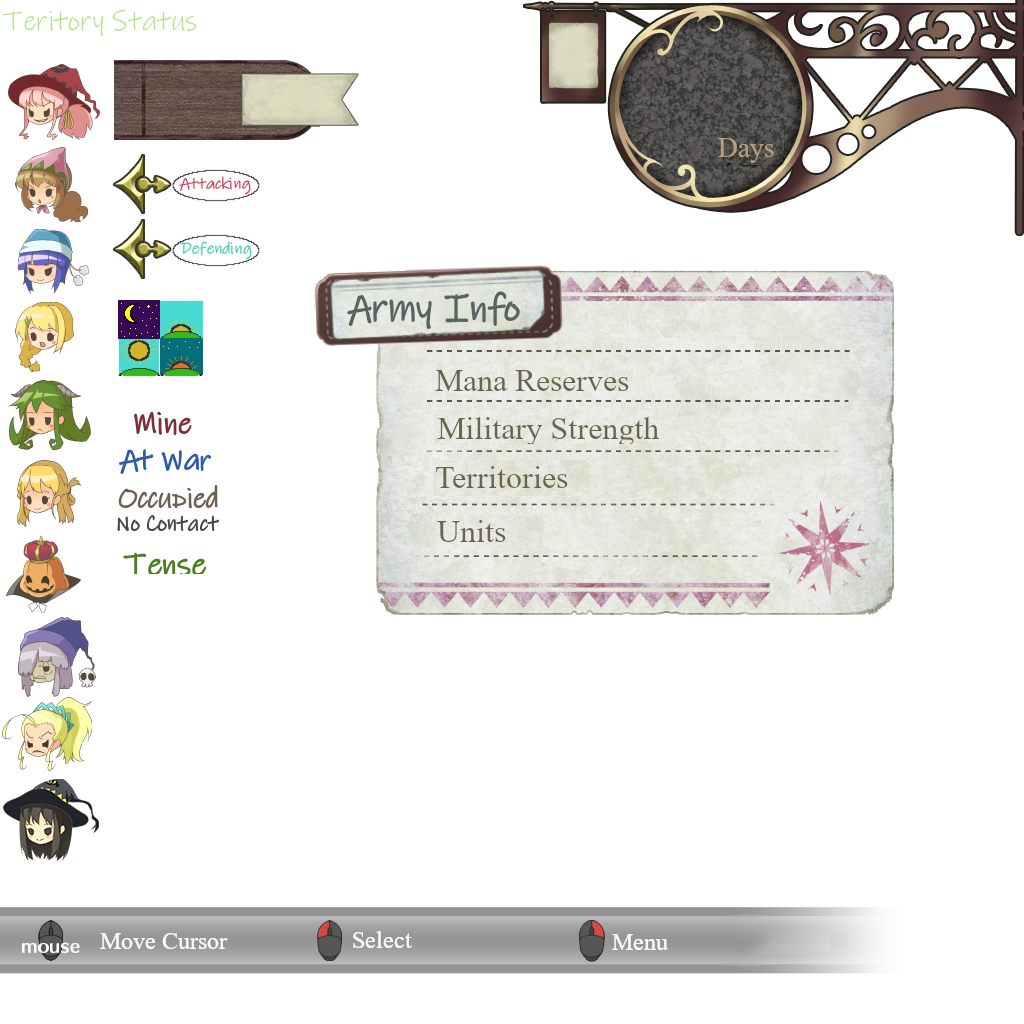 Teritory Status
Days
Attacking
Defending
Army Info
Mana Reserves
Military Strength
Territories
Units
Mine
At War
Occupied
No Contact
Tense
mouse Move Cursor Select Menu